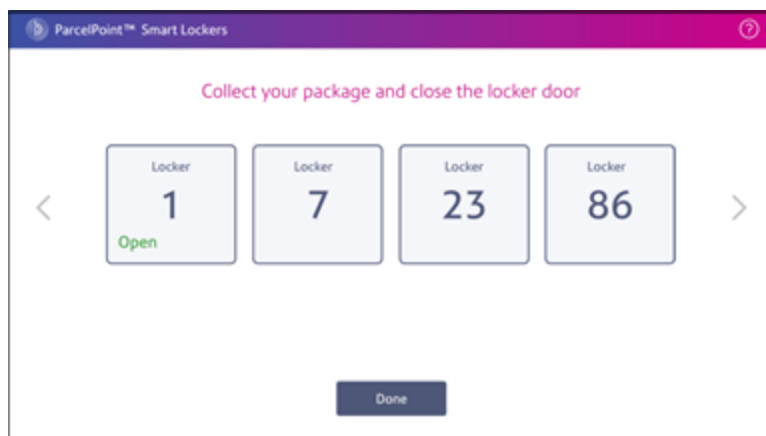 ParcelPoint™ Smart Lockers
Collect your package and close the locker door
Locker
1
Open
Locker
7
Locker
23
Locker
86
Done